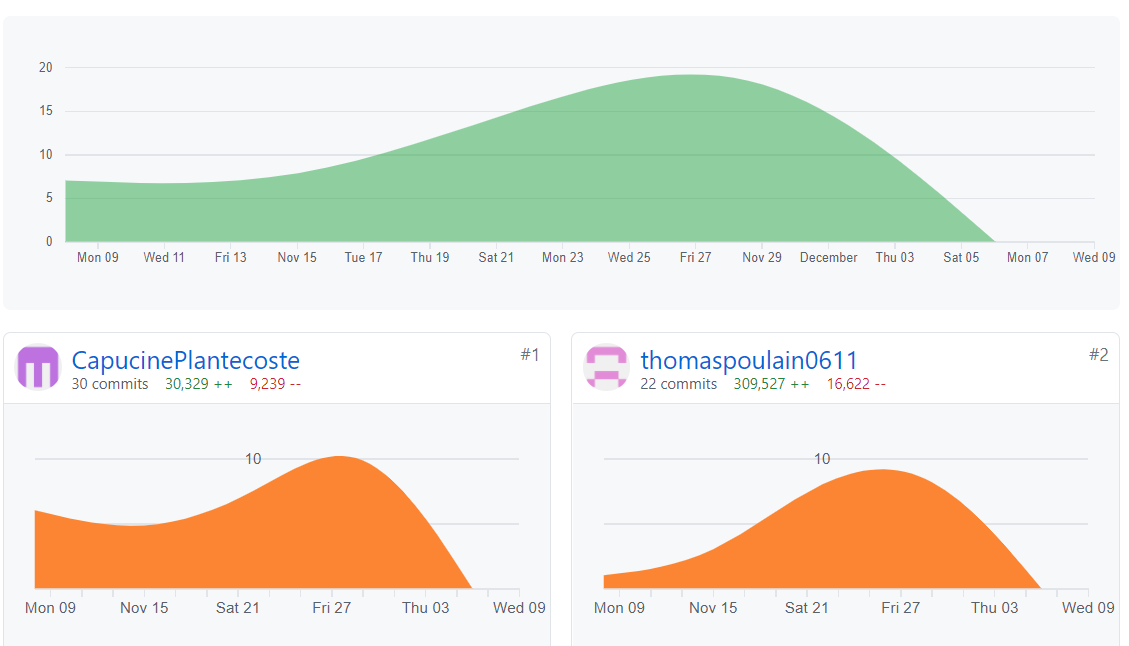 20
15
10
5
0
Mon 09 Wed 11 Fri 13 Nov 15 Tue 17 Thu 19 Sat 21 Mon 23 Wed 25 Fri 27 Nov 29 December Thu 03 Sat 05 Mon 07 Wed 09
CapucinePlantecoste #1
30 commits 30,329 ++ 9,239 --
10
Mon 09 Nov 15 Sat 21 Fri 27 Thu 03 Wed 09
thomaspoulain0611 #2
22 commits 309,527 ++ 16,622 --
10
Mon 09 Nov 15 Sat 21 Fri 27 Thu 03 Wed 09